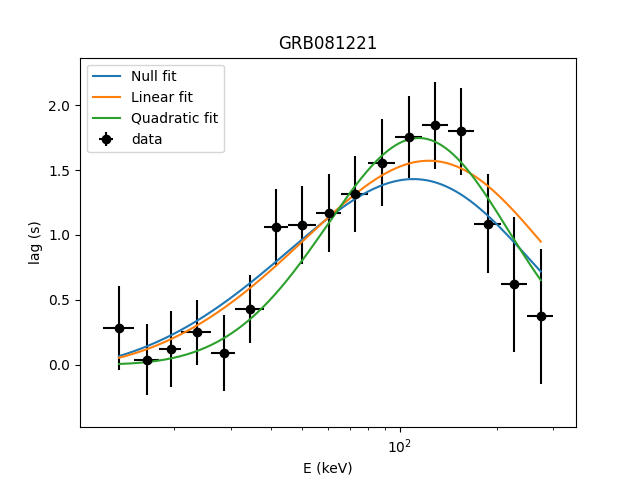 GRB081221
Null fit
Linear fit
Quadratic fit
data
2.0
1.5
1.0
0.5
0.0
lag (s)
10²
E (keV)